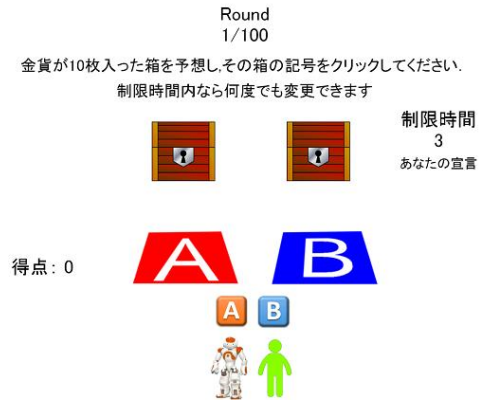 Round
1/100
金貨が10枚入った箱を予想し,その箱の記号をクリックしてください.
制限時間内なら何度でも変更できます
制限時間
3
あなたの宣言
得点: 0
A
B
A
B